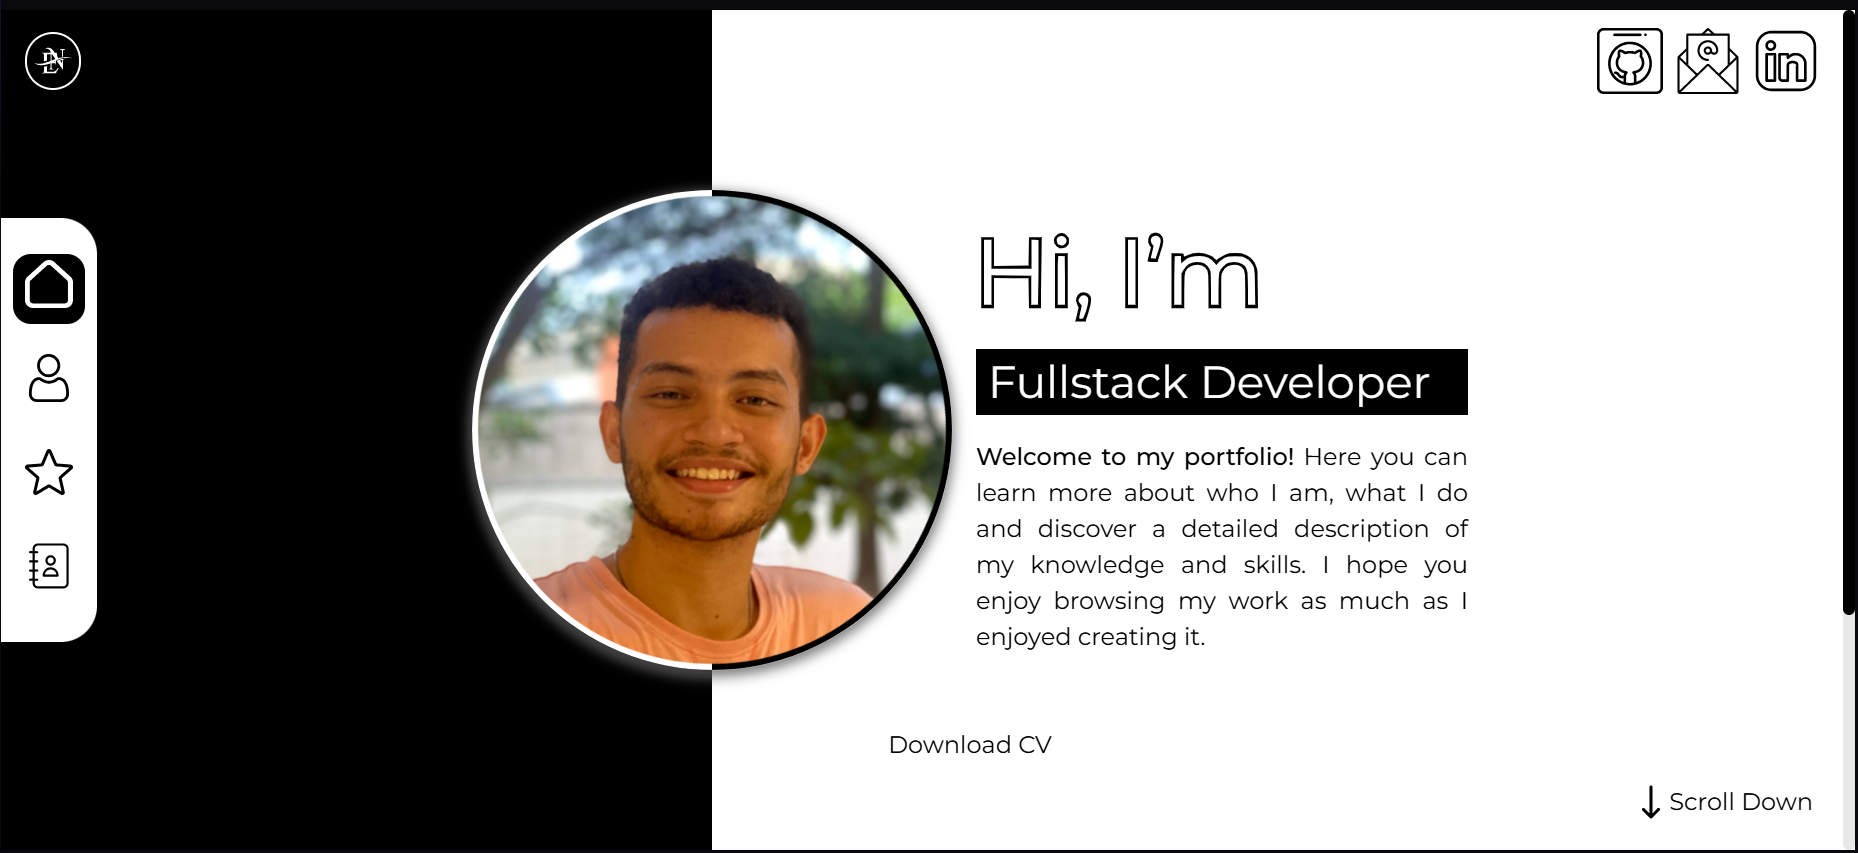 Hi, I'm
Fullstack Developer
Welcome to my portfolio! Here you can
learn more about who I am, what I do
and discover a detailed description of
my knowledge and skills. I hope you
enjoy browsing my work as much as I
enjoyed creating it.
Download CV
Scroll Down